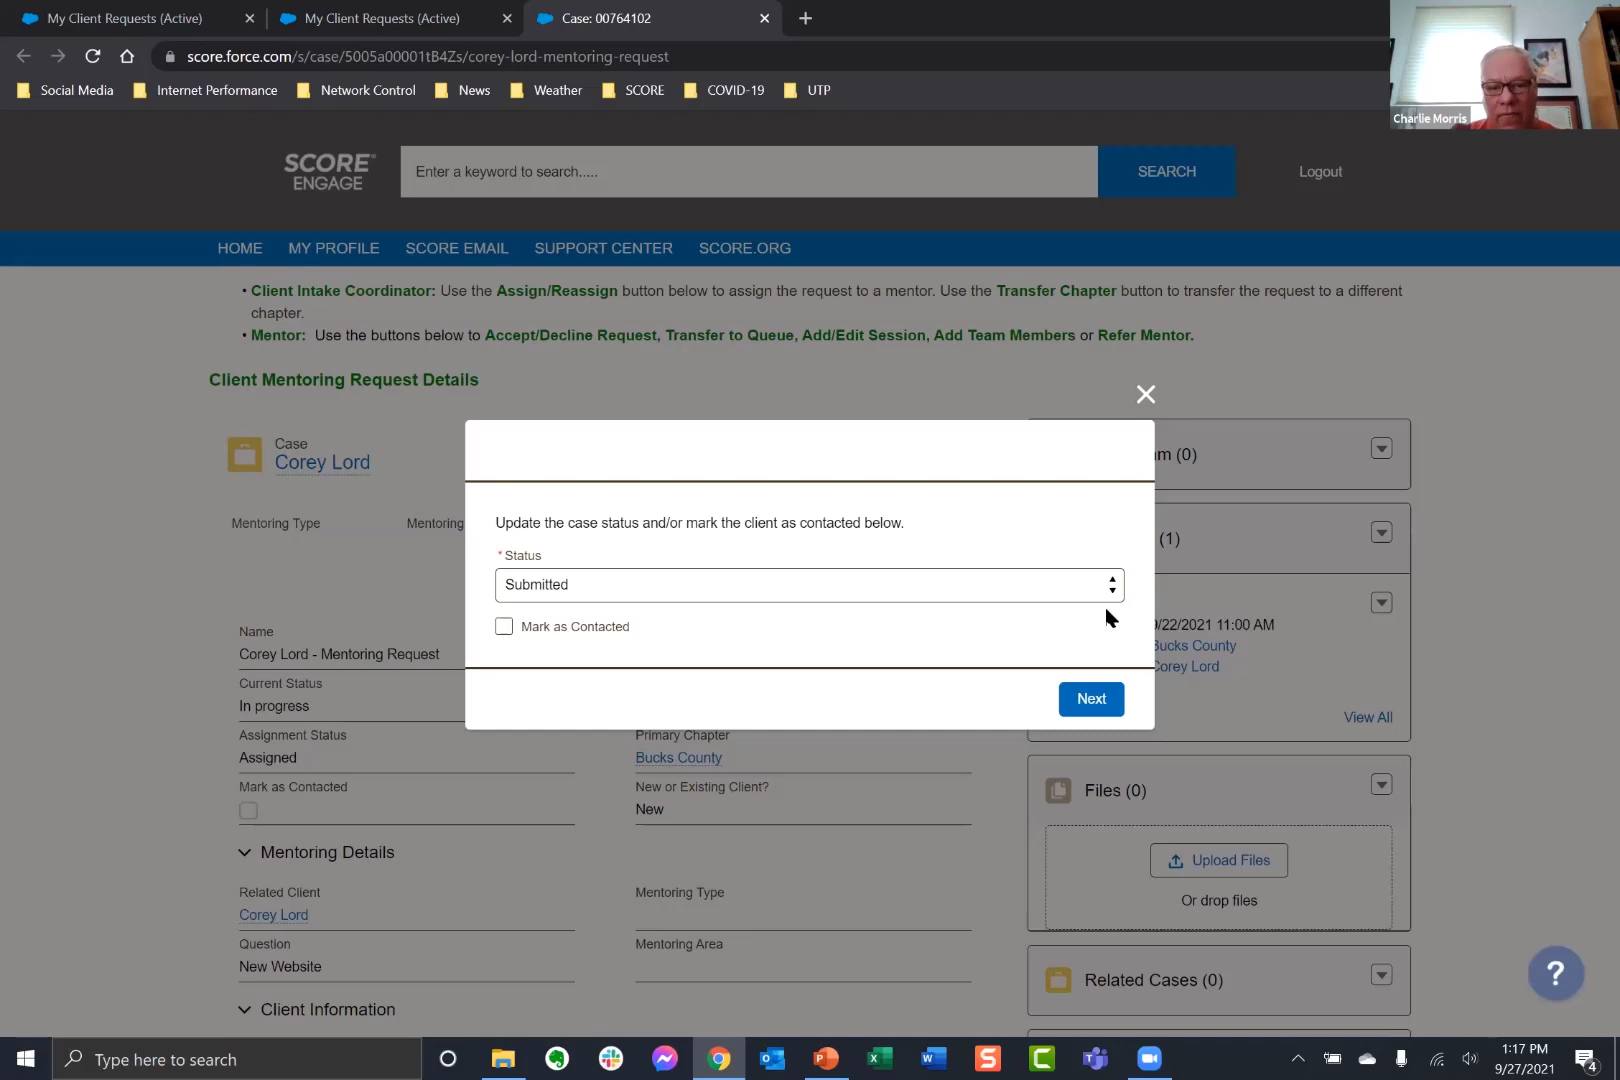 My Client Requests (Active)
My Client Requests (Active)
Case: 00764102
score.force.com/s/case/5005a00001tB4Zs/corey-lord-mentoring-request
Social Media
Internet Performance
Network Control
News
Weather
SCORE
COVID-19
UTP
Charlie Morris
SCORE
ENGAGE
Enter a keyword to search.....
SEARCH
Logout
HOME
MY PROFILE
SCORE EMAIL
SUPPORT CENTER
SCORE.ORG
• Client Intake Coordinator: Use the Assign/Reassign button below to assign the request to a mentor. Use the Transfer Chapter button to transfer the request to a different
chapter.
• Mentor: Use the buttons below to Accept/Decline Request, Transfer to Queue, Add/Edit Session, Add Team Members or Refer Mentor.
Client Mentoring Request Details
Case
Corey Lord
Mentoring Type
Mentoring
Update the case status and/or mark the client as contacted below.
*Status
Submitted
Mark as Contacted
Next
Name
Corey Lord - Mentoring Request
Current Status
In progress
Assignment Status
Assigned
Mark as Contacted
Primary Chapter
Bucks County
New or Existing Client?
New
Mentoring Details
Related Client
Corey Lord
Mentoring Type
Question
New Website
Mentoring Area
Client Information
m (0)
(1)
9/22/2021 11:00 AM
Bucks County
Corey Lord
View All
Files (0)
Upload Files
Or drop files
Related Cases (0)
?
Type here to search
1:17 PM
9/27/2021
4